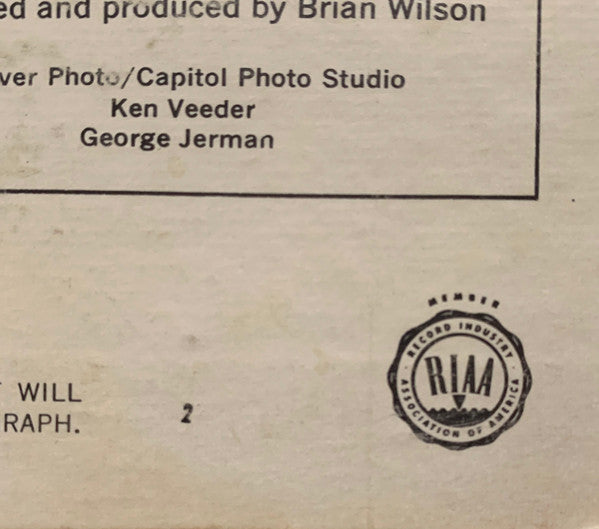 ed and produced by Brian Wilson
ver Photo/Capitol Photo Studio
Ken Veeder
George Jerman
MEMBER
RECORD INDUSTRY
RIAA
ASSOCIATION OF AMERICA
WILL
RAPH.
2